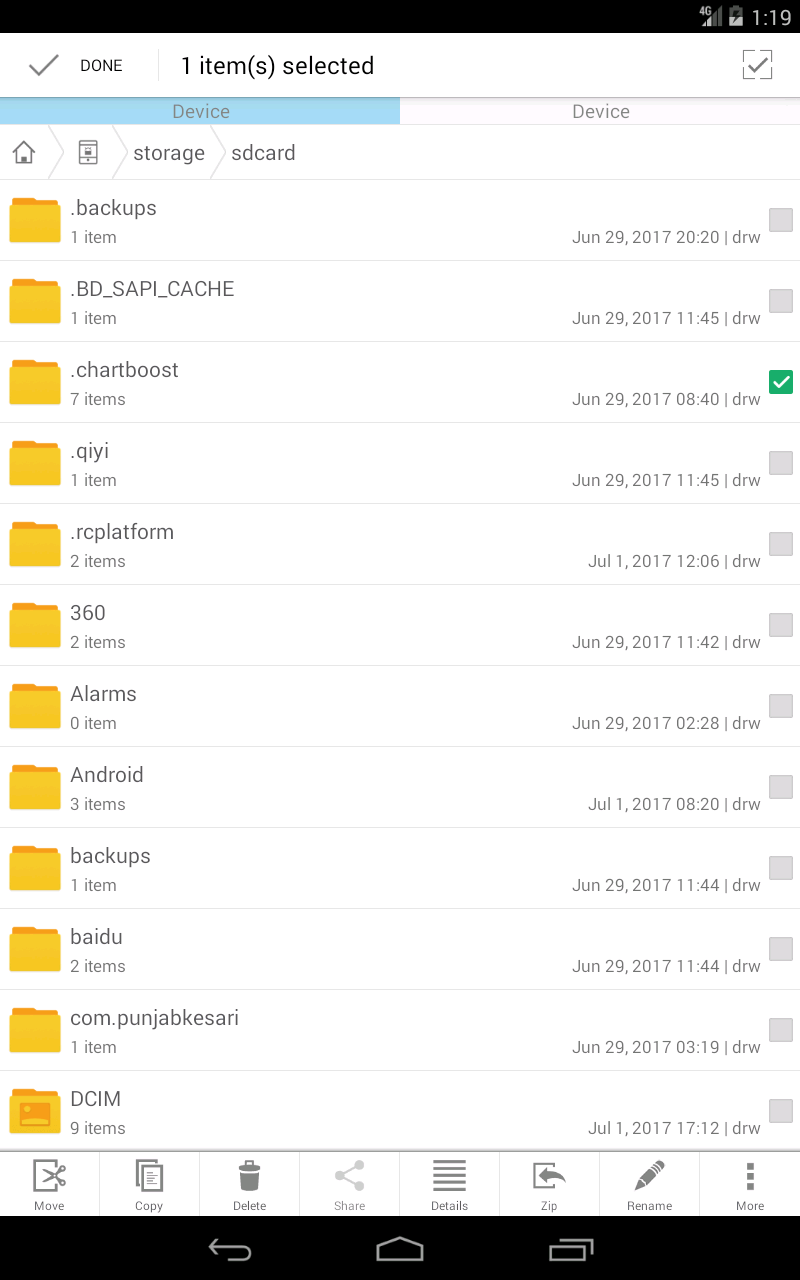 4G 1:19
DONE 1 item(s) selected
Device Device
storage sdcard
.backups
1 item Jun 29, 2017 20:20 | drw
.BD_SAPI_CACHE
1 item Jun 29, 2017 11:45 | drw
.chartboost
7 items Jun 29, 2017 08:40 | drw
.qiyi
1 item Jun 29, 2017 11:45 | drw
.rcplatform
2 items Jul 1, 2017 12:06 | drw
360
2 items Jun 29, 2017 11:42 | drw
Alarms
0 item Jun 29, 2017 02:28 | drw
Android
3 items Jul 1, 2017 08:20 | drw
backups
1 item Jun 29, 2017 11:44 | drw
baidu
2 items Jun 29, 2017 11:44 | drw
com.punjabkesari
1 item Jun 29, 2017 03:19 | drw
DCIM
9 items Jul 1, 2017 17:12 | drw
Move Copy Delete Share Details Zip Rename More